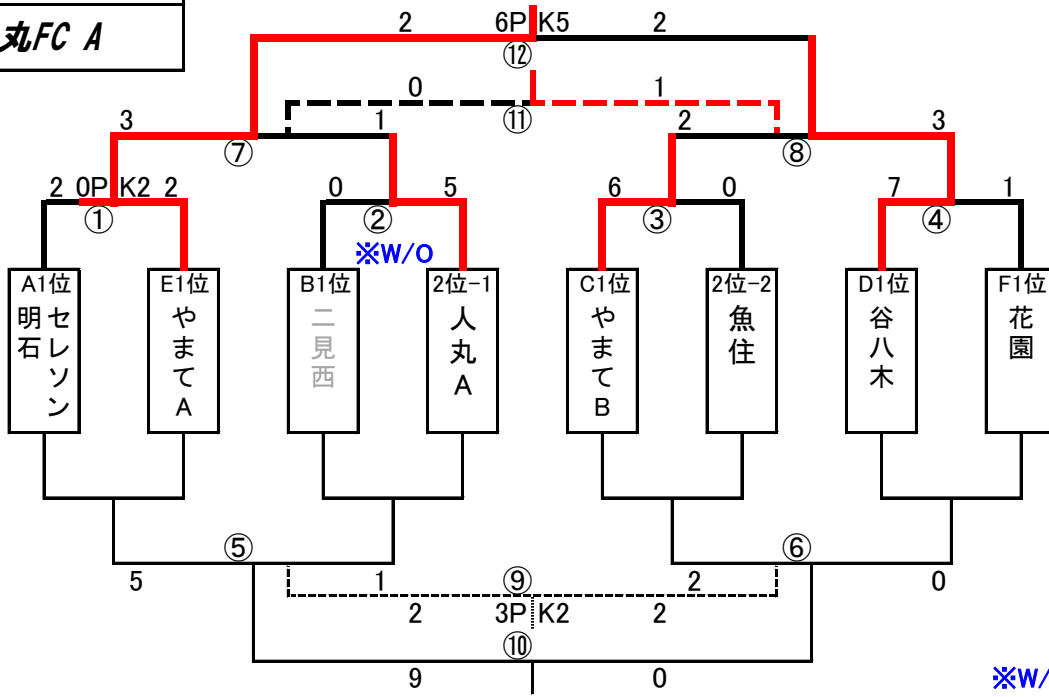 丸FC A
2 6P K5 2
⑫
0 1
⑪
3 1 2 3
⑦ ⑧
2 0P K2 2 0 5 6 0 7 1
① ② ③ ④
※W/O
A1位 E1位 B1位 2位-1 C1位 2位-2 D1位 F1位
明石セレソン
やまてA
二見西
人丸A
やまてB
魚住
谷八木
花園
⑤ ⑥
5 1 ⑨ 2 0
2 3P K2 2
⑩
9 0
※W/